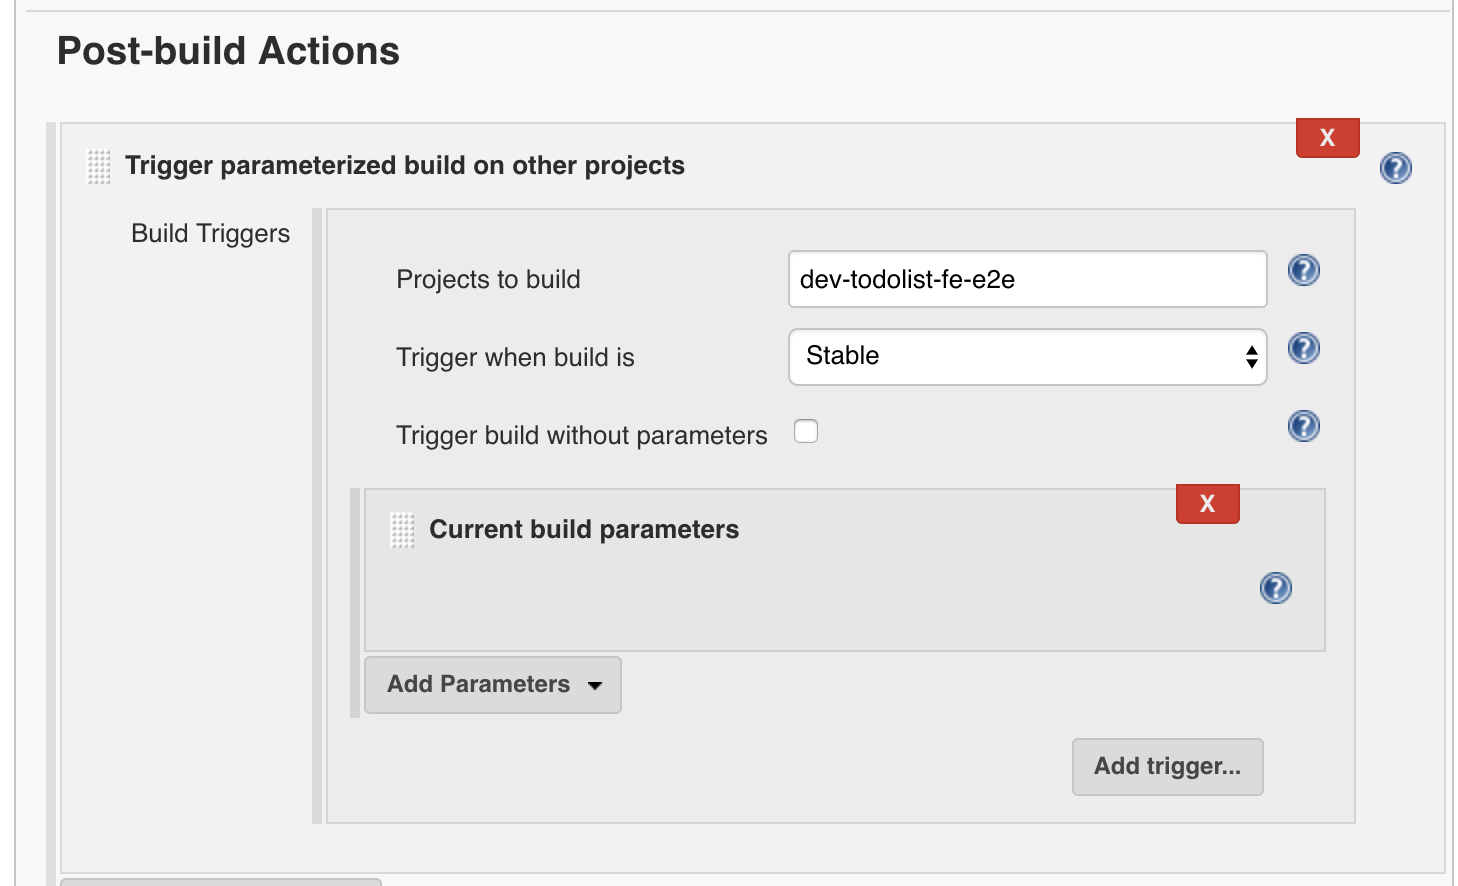 Post-build Actions
X
Trigger parameterized build on other projects
?
Build Triggers
Projects to build
dev-todolist-fe-e2e
?
Trigger when build is
Stable
?
Trigger build without parameters
?
X
Current build parameters
?
Add Parameters
Add trigger...